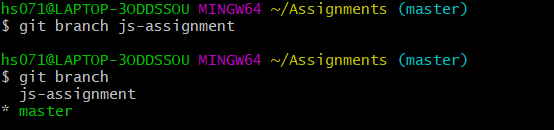 hs071@LAPTOP-3ODDSSOU MINGW64 ~/Assignments (master)
$ git branch js-assignment
hs071@LAPTOP-3ODDSSOU MINGW64 ~/Assignments (master)
$ git branch
  js-assignment
* master